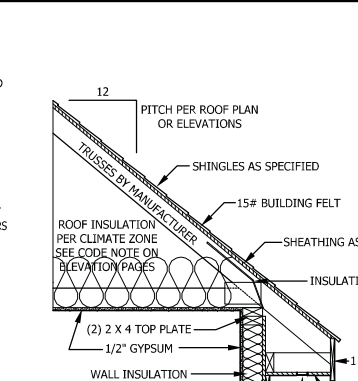 12
PITCH PER ROOF PLAN
OR ELEVATIONS
TRUSSES BY MANUFACTURER
SHINGLES AS SPECIFIED
15# BUILDING FELT
SHEATHING AS
ROOF INSULATION
PER CLIMATE ZONE
SEE CODE NOTE ON
ELEVATION PAGES
INSULATI
(2) 2 X 4 TOP PLATE
1/2" GYPSUM
WALL INSULATION
1
RS